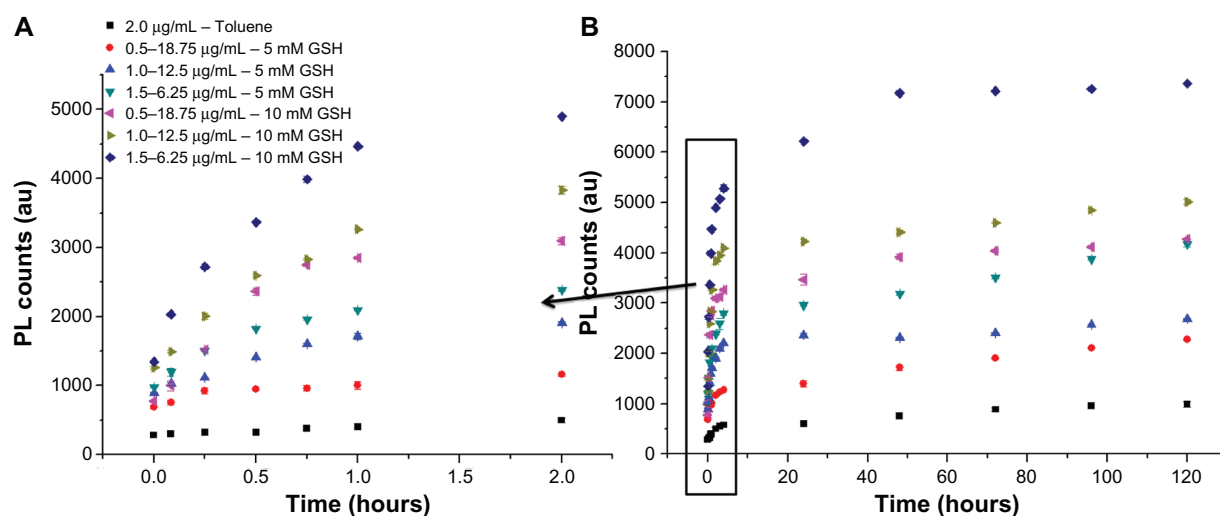 A
2.0 μg/mL – Toluene
0.5–18.75 μg/mL – 5 mM GSH
1.0–12.5 μg/mL – 5 mM GSH
1.5–6.25 μg/mL – 5 mM GSH
0.5–18.75 μg/mL – 10 mM GSH
1.0–12.5 μg/mL – 10 mM GSH
1.5–6.25 μg/mL – 10 mM GSH
PL counts (au)
5000
4000
3000
2000
1000
0
0.0 0.5 1.0 1.5 2.0
Time (hours)
B
PL counts (au)
8000
7000
6000
5000
4000
3000
2000
1000
0
0 20 40 60 80 100 120
Time (hours)